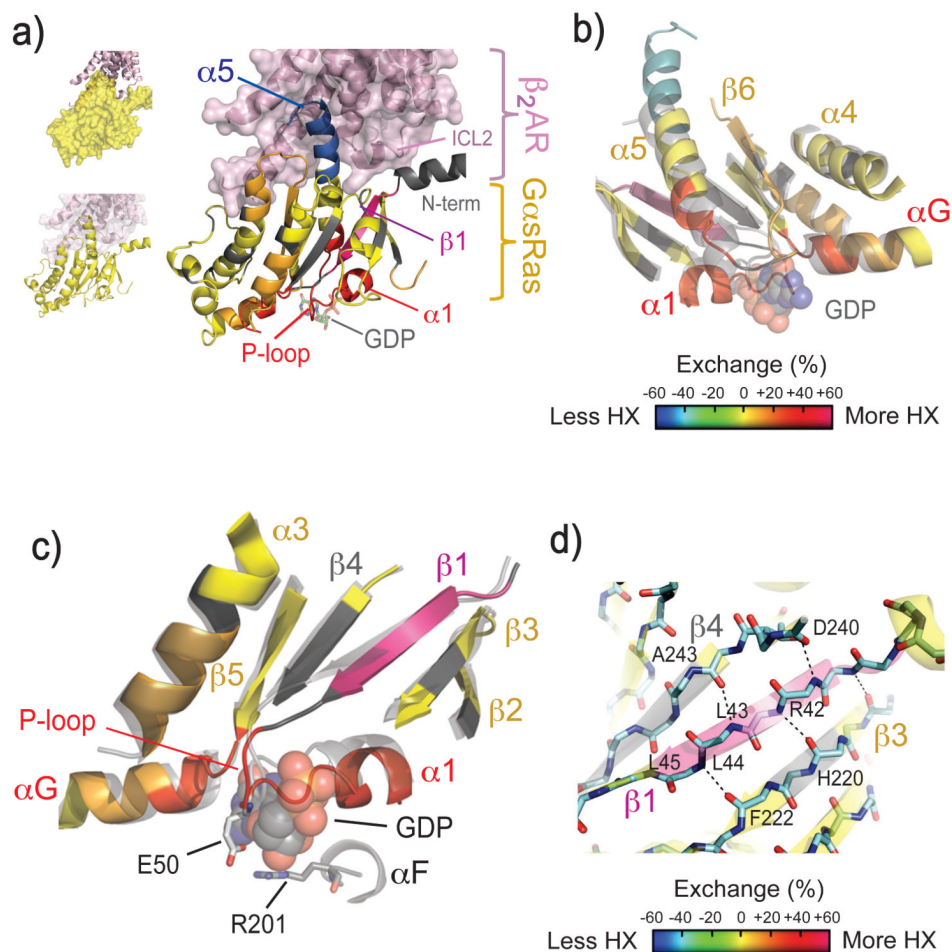 a)
α5
β₂AR
ICL2
N-term
GαsRas
β1
α1
P-loop
GDP
b)
β6
α4
α5
αG
α1
GDP
Exchange (%)
-60 -40 -20 0 +20 +60
Less HX
More HX
c)
α3
β4
β1
β3
β5
β2
P-loop
αG
α1
GDP
E50
αF
R201
d)
β4
D240
A243
L43
R42
β3
L45
L44
H220
β1
F222
Exchange (%)
-60 -40 -20 0 +20 +60
Less HX
More HX